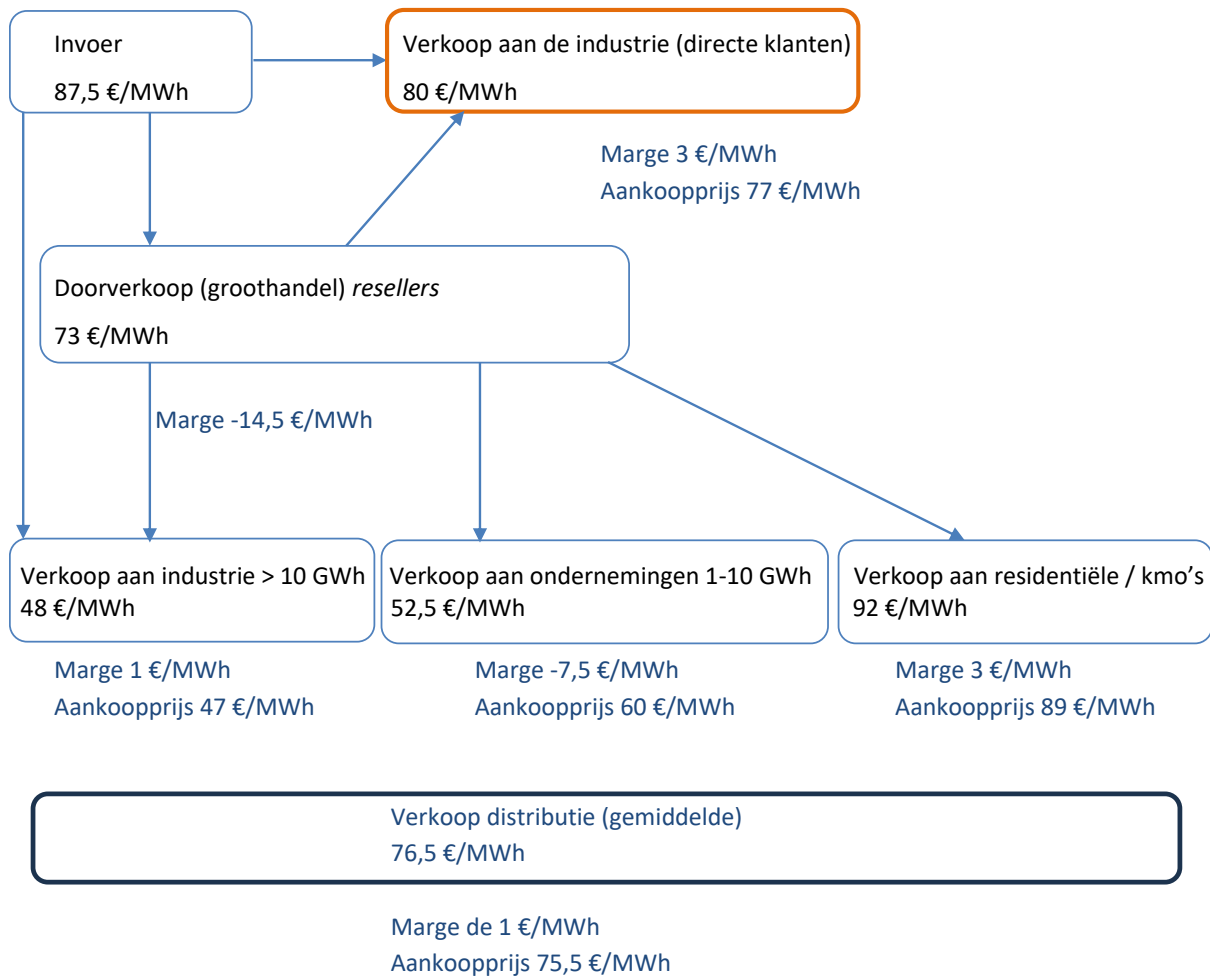 Invoer
87,5 €/MWh
Verkoop aan de industrie (directe klanten)
80 €/MWh
Marge 3 €/MWh
Aankoopprijs 77 €/MWh
Doorverkoop (groothandel) resellers
73 €/MWh
Marge -14,5 €/MWh
Verkoop aan industrie > 10 GWh
48 €/MWh
Marge 1 €/MWh
Aankoopprijs 47 €/MWh
Verkoop aan ondernemingen 1-10 GWh
52,5 €/MWh
Marge -7,5 €/MWh
Aankoopprijs 60 €/MWh
Verkoop aan residentiële / kmo’s
92 €/MWh
Marge 3 €/MWh
Aankoopprijs 89 €/MWh
Verkoop distributie (gemiddelde)
76,5 €/MWh
Marge de 1 €/MWh
Aankoopprijs 75,5 €/MWh